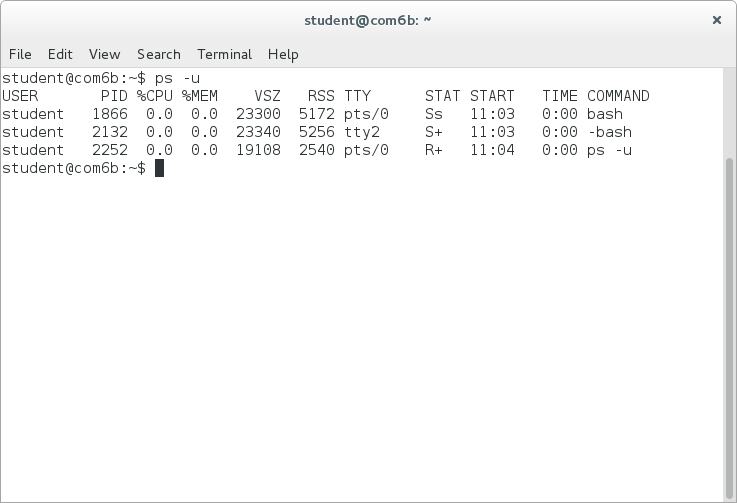 student@com6b: ~
File Edit View Search Terminal Help
student@com6b:~$ ps -u
USER       PID %CPU %MEM    VSZ   RSS TTY      STAT START   TIME COMMAND
student   1866  0.0  0.0  23300  5172 pts/0    Ss   11:03   0:00 bash
student   2132  0.0  0.0  23340  5256 tty2     S+   11:03   0:00 -bash
student   2252  0.0  0.0  19108  2540 pts/0    R+   11:04   0:00 ps -u
student@com6b:~$